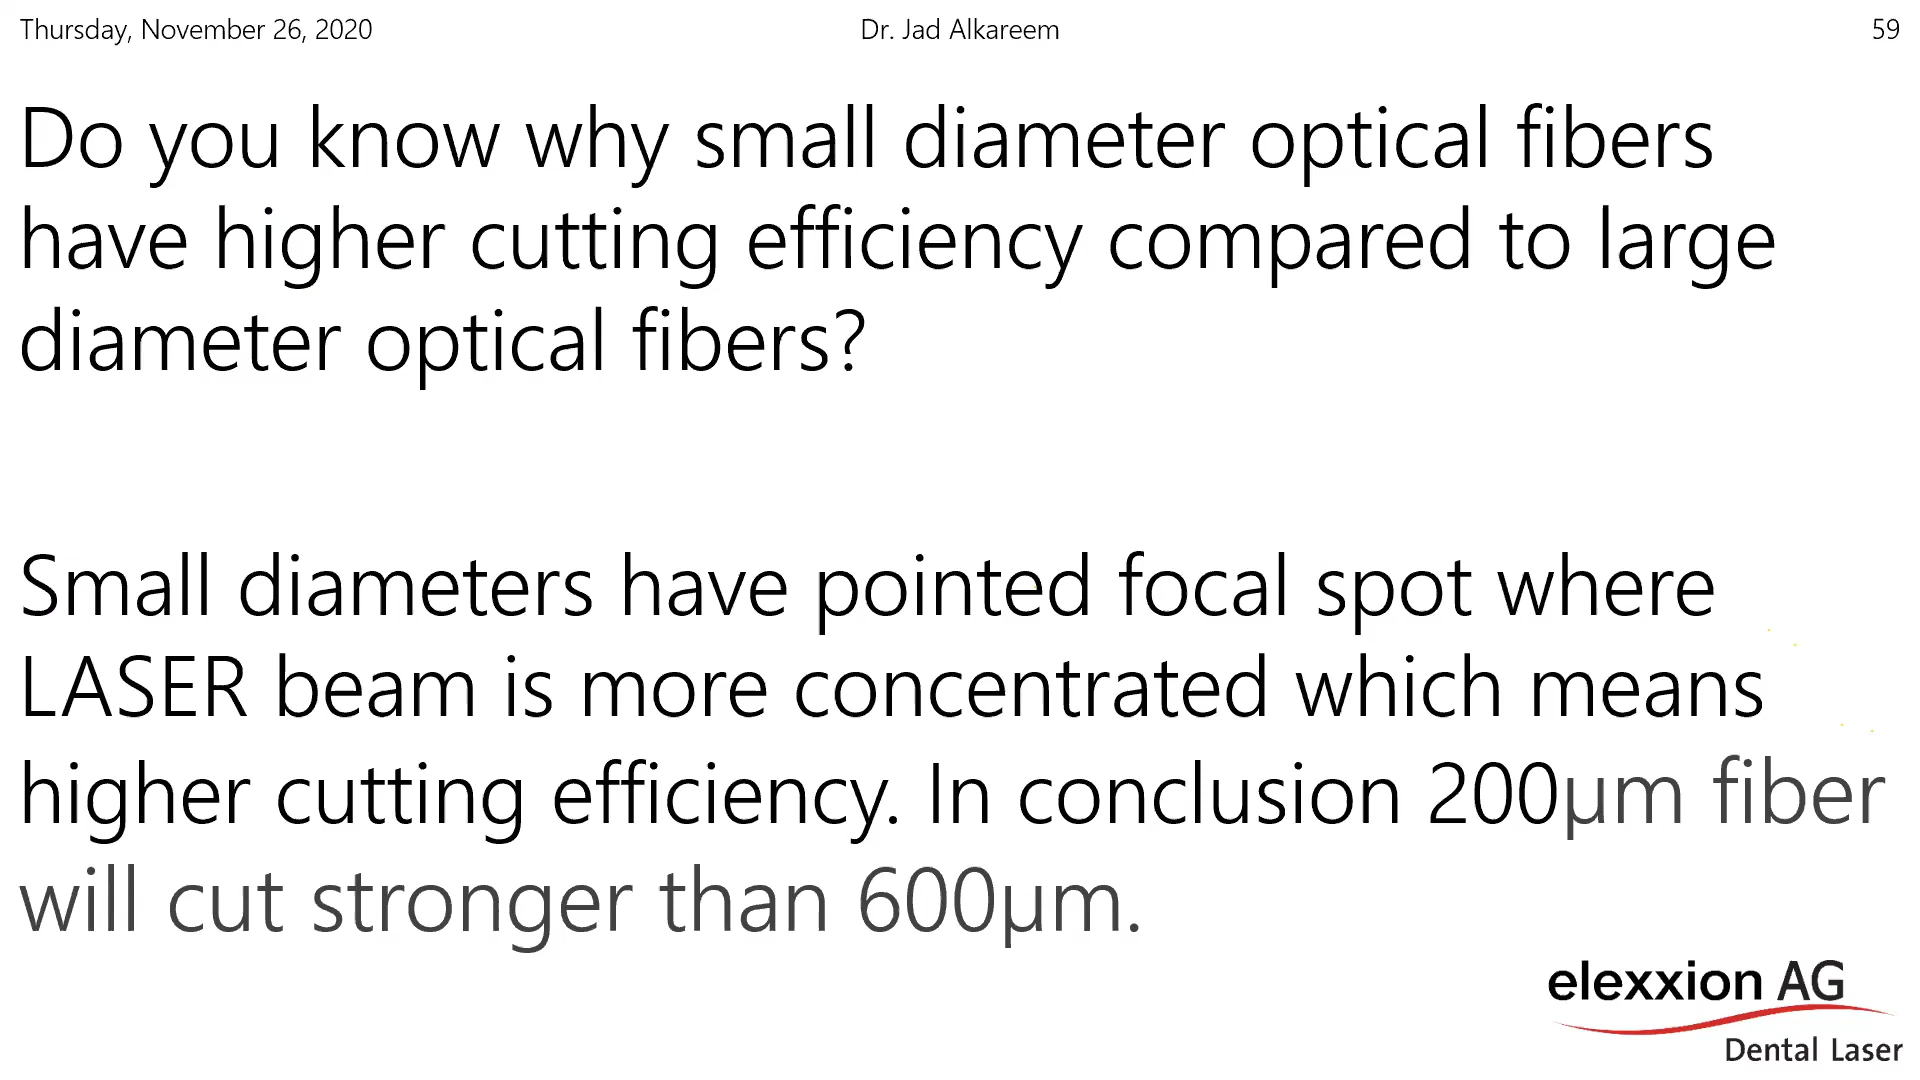 Thursday, November 26, 2020
Dr. Jad Alkareem
59
Do you know why small diameter optical fibers
have higher cutting efficiency compared to large
diameter optical fibers?
Small diameters have pointed focal spot where
LASER beam is more concentrated which means
higher cutting efficiency. In conclusion 200µm fiber
will cut stronger than 600µm.
elexxion AG
Dental Laser